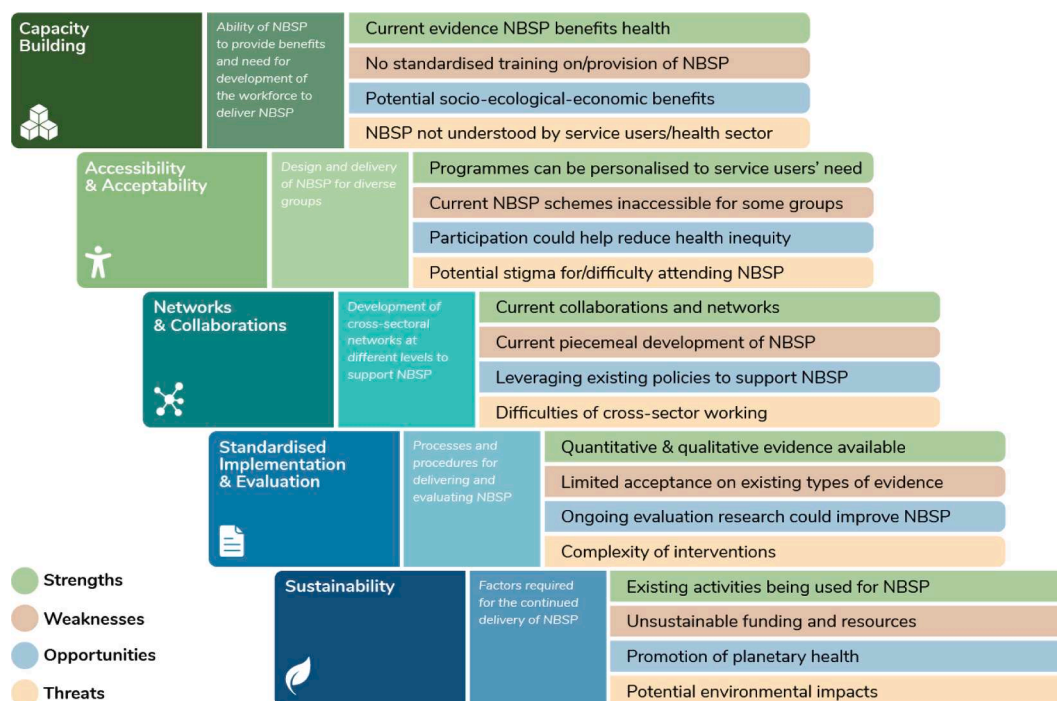 Capacity
Building
Ability of NBSP
to provide benefits
and need for
development of
the workforce to
deliver NBSP
Current evidence NBSP benefits health
No standardised training on/provision of NBSP
Potential socio-ecological-economic benefits
NBSP not understood by service users/health sector
Accessibility
& Acceptability
Design and delivery
of NBSP for diverse
groups
Programmes can be personalised to service users' need
Current NBSP schemes inaccessible for some groups
Participation could help reduce health inequity
Potential stigma for/difficulty attending NBSP
Networks
& Collaborations
Development of
cross-sectoral
networks at
different levels to
support NBSP
Current collaborations and networks
Current piecemeal development of NBSP
Leveraging existing policies to support NBSP
Difficulties of cross-sector working
Standardised
Implementation
& Evaluation
Processes and
procedures for
delivering and
evaluating NBSP
Quantitative & qualitative evidence available
Limited acceptance on existing types of evidence
Ongoing evaluation research could improve NBSP
Complexity of interventions
Sustainability
Factors required
for the continued
delivery of NBSP
Existing activities being used for NBSP
Unsustainable funding and resources
Promotion of planetary health
Potential environmental impacts
Strengths
Weaknesses
Opportunities
Threats